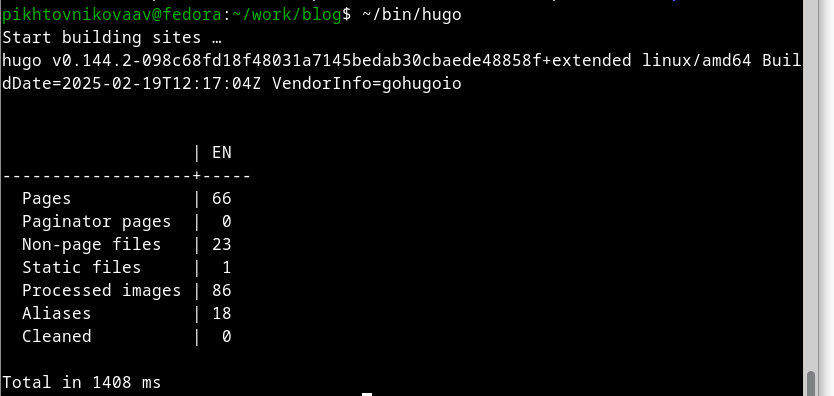 pikhtovnikovaav@fedora:~/work/blog$ ~/bin/hugo
Start building sites …
hugo v0.144.2-098c68fd18f48031a7145bedab30cbaede48858f+extended linux/amd64 Buil
dDate=2025-02-19T12:17:04Z VendorInfo=gohugoio
                   | EN
-------------------+-----
  Pages            | 66
  Paginator pages  |  0
  Non-page files   | 23
  Static files     |  1
  Processed images | 86
  Aliases          | 18
  Cleaned          |  0
Total in 1408 ms